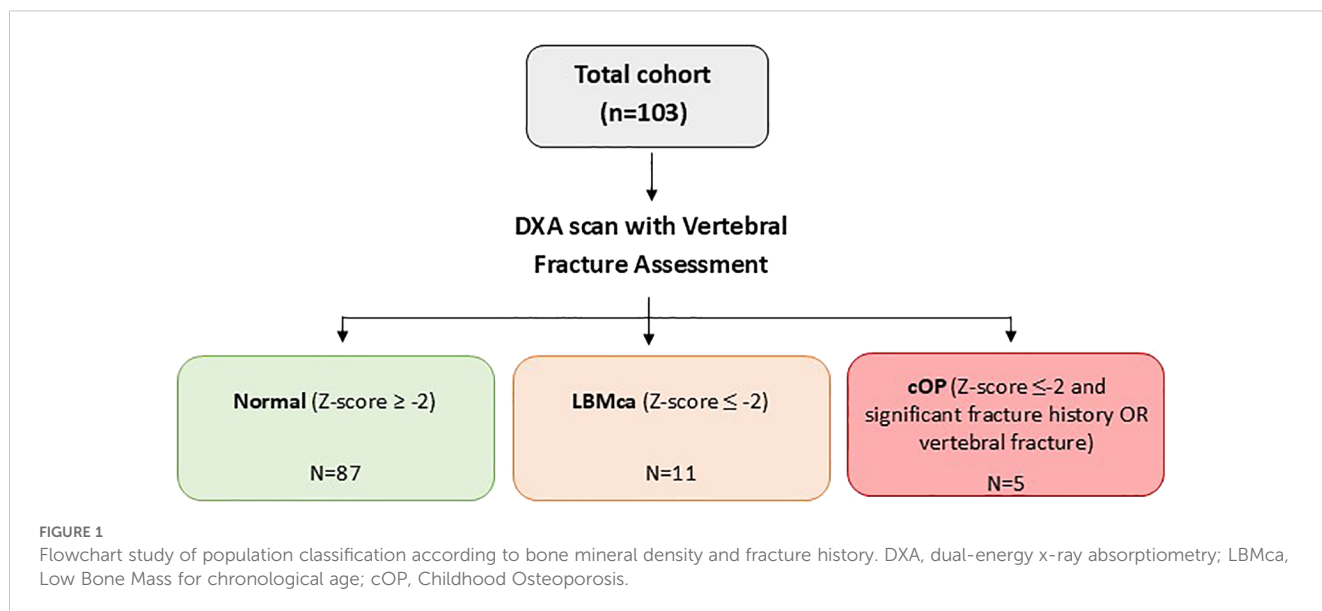 Total cohort
(n=103)
DXA scan with Vertebral
Fracture Assessment
Normal (Z-score ≥ -2)
N=87
LBMca (Z-score ≤ -2)
N=11
cOP (Z-score ≤-2 and
significant fracture history OR
vertebral fracture)
N=5
FIGURE 1
Flowchart study of population classification according to bone mineral density and fracture history. DXA, dual-energy x-ray absorptiometry; LBMca,
Low Bone Mass for chronological age; cOP, Childhood Osteoporosis.